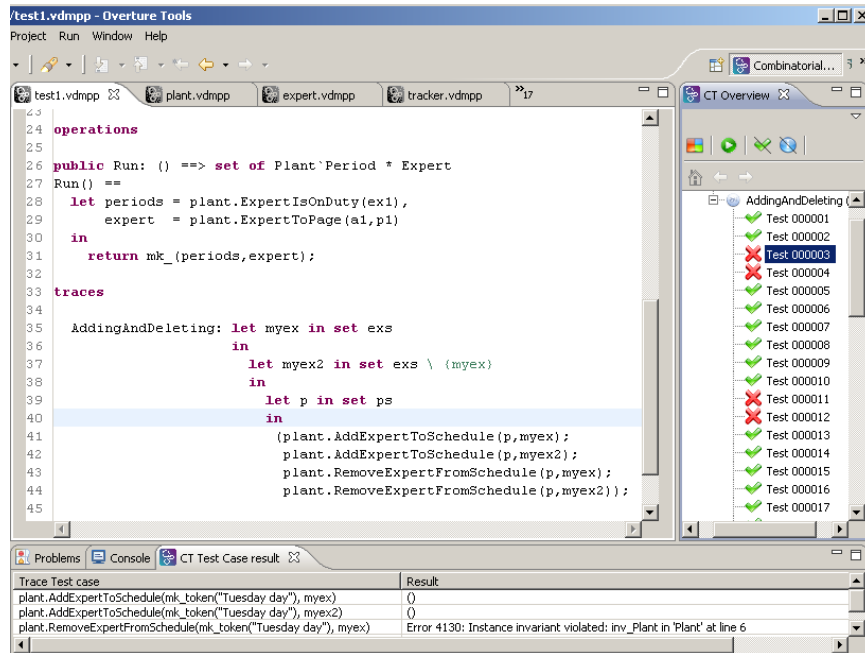 /test1.vdmpp - Overture Tools
Project Run Window Help
Combinatorial...
test1.vdmpp plant.vdmpp expert.vdmpp tracker.vdmpp »17
CT Overview
23
24 operations
25
26 public Run: () ==> set of Plant`Period * Expert
27 Run() ==
28 let periods = plant.ExpertIsOnDuty(ex1),
29 expert = plant.ExpertToPage(a1,p1)
30 in
31 return mk_(periods,expert);
32
33 traces
34
35 AddingAndDeleting: let myex in set exs
36 in
37 let myex2 in set exs \ {myex}
38 in
39 let p in set ps
40 in
41 (plant.AddExpertToSchedule(p,myex);
42 plant.AddExpertToSchedule(p,myex2);
43 plant.RemoveExpertFromSchedule(p,myex);
44 plant.RemoveExpertFromSchedule(p,myex2));
45
AddingAndDeleting (
Test 000001
Test 000002
Test 000003
Test 000004
Test 000005
Test 000006
Test 000007
Test 000008
Test 000009
Test 000010
Test 000011
Test 000012
Test 000013
Test 000014
Test 000015
Test 000016
Test 000017
Problems Console CT Test Case result
Trace Test case Result
plant.AddExpertToSchedule(mk_token("Tuesday day"), myex) ()
plant.AddExpertToSchedule(mk_token("Tuesday day"), myex2) ()
plant.RemoveExpertFromSchedule(mk_token("Tuesday day"), myex) Error 4130: Instance invariant violated: inv_Plant in 'Plant' at line 6